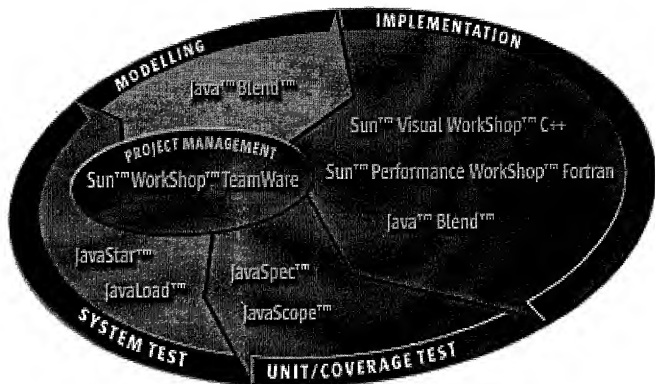 MODELLING
IMPLEMENTATION
Java™ Blend™
PROJECT MANAGEMENT
Sun™ WorkShop™ TeamWare
Sun™ Visual WorkShop™ C++
Sun™ Performance WorkShop™ Fortran
Java™ Blend™
JavaStar™
JavaLoad™
JavaSpec™
JavaScope™
SYSTEM TEST
UNIT/COVERAGE TEST